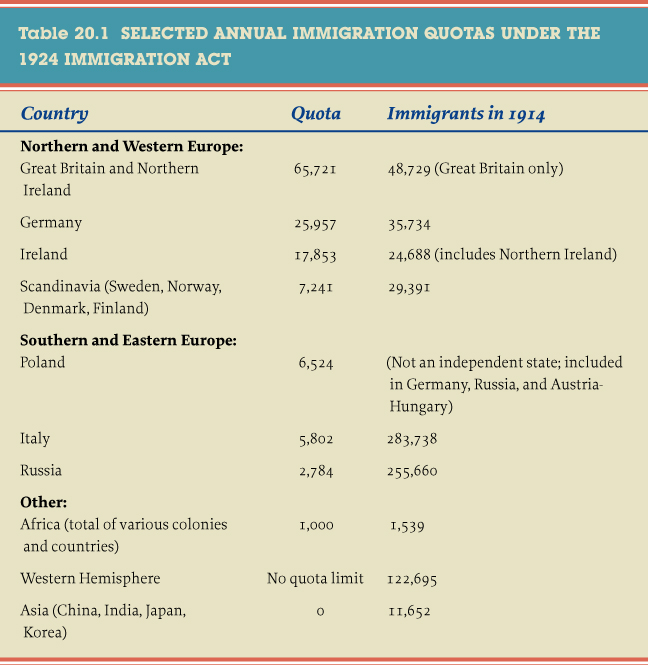 Table 20.1 SELECTED ANNUAL IMMIGRATION QUOTAS UNDER THE
1924 IMMIGRATION ACT
Country Quota Immigrants in 1914
Northern and Western Europe:
Great Britain and Northern 65,721 48,729 (Great Britain only)
Ireland
Germany 25,957 35,734
Ireland 17,853 24,688 (includes Northern Ireland)
Scandinavia (Sweden, Norway, 7,241 29,391
Denmark, Finland)
Southern and Eastern Europe:
Poland 6,524 (Not an independent state; included
in Germany, Russia, and Austria-
Hungary)
Italy 5,802 283,738
Russia 2,784 255,660
Other:
Africa (total of various colonies 1,000 1,539
and countries)
Western Hemisphere No quota limit 122,695
Asia (China, India, Japan, 0 11,652
Korea)